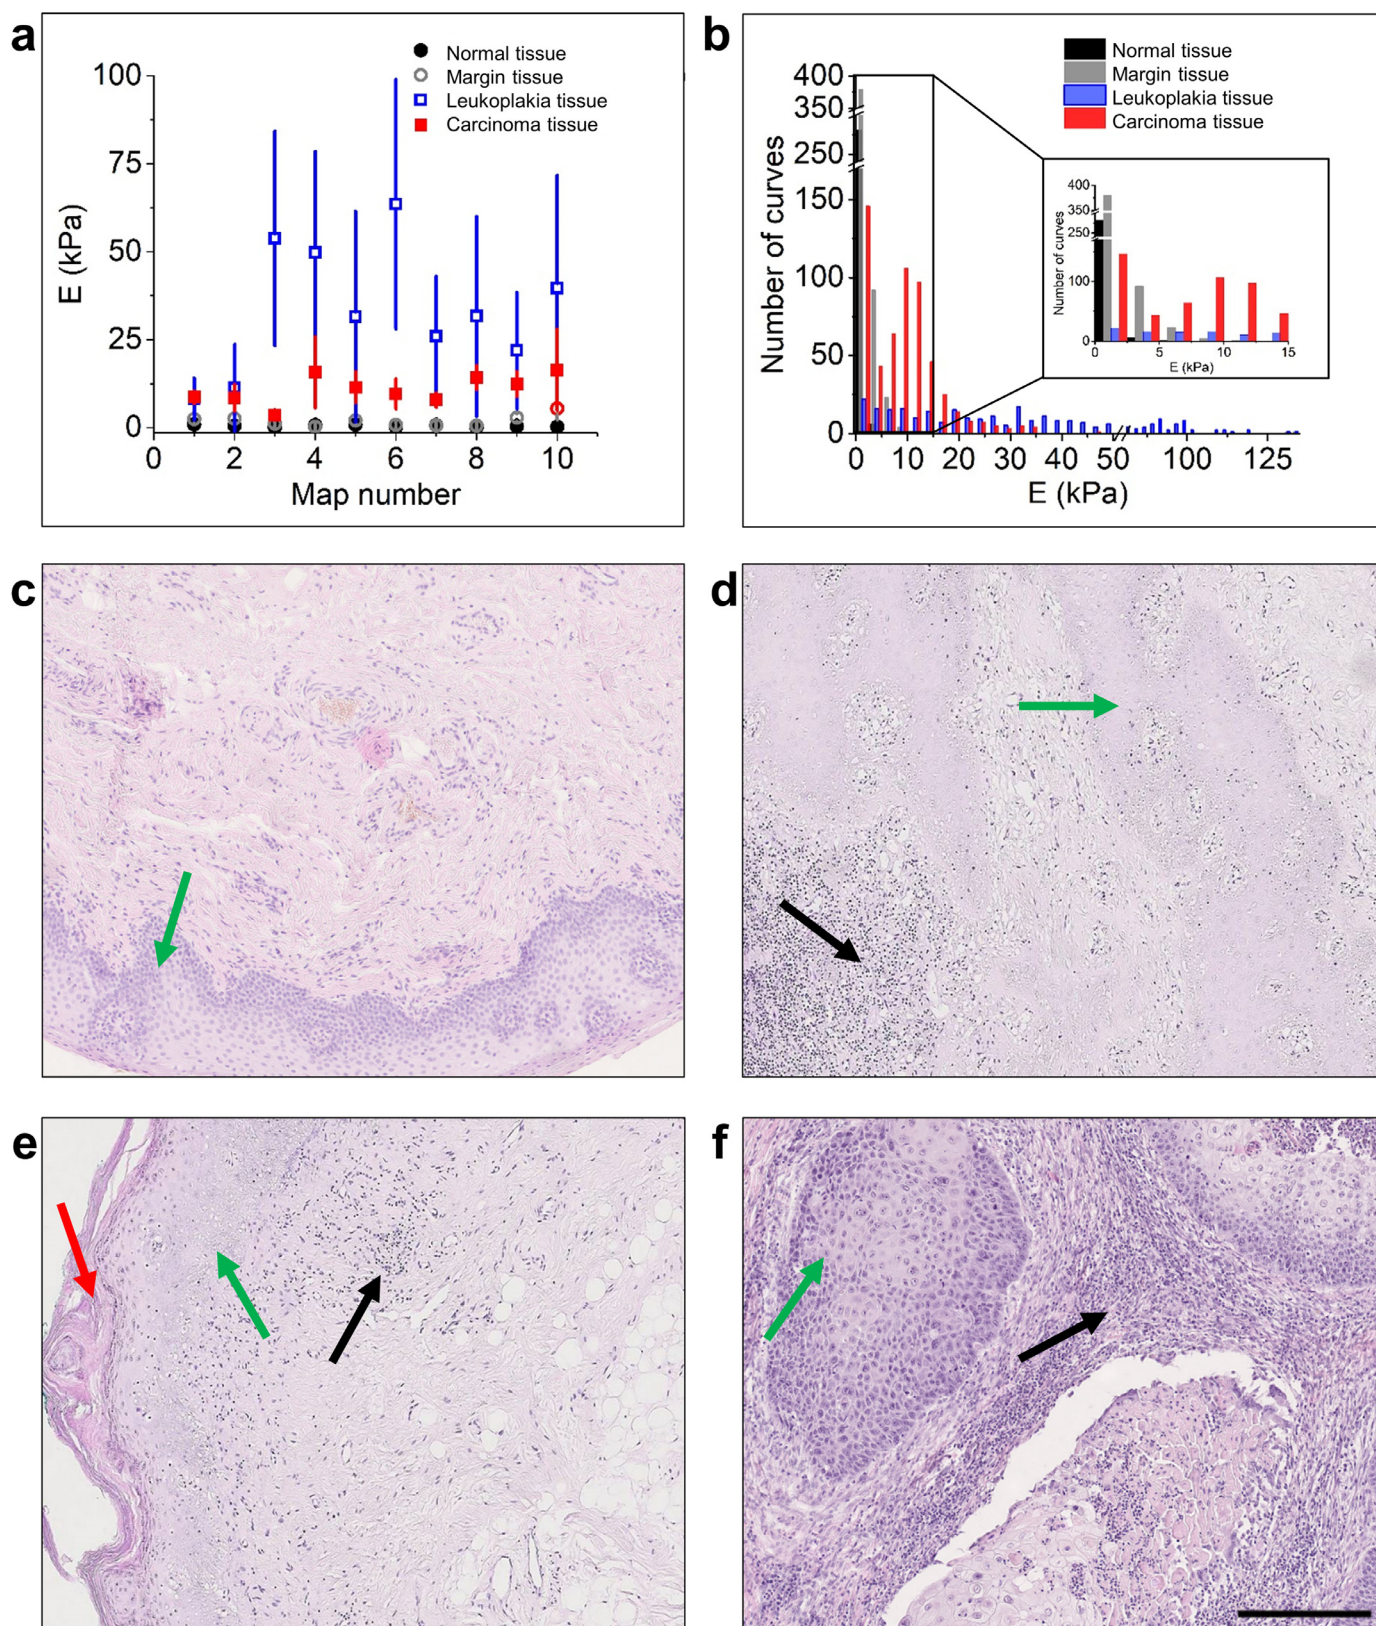 a
Normal tissue
Margin tissue
Leukoplakia tissue
Carcinoma tissue
100
75
50
25
0
E (kPa)
0 2 4 6 8 10
Map number
b
Normal tissue
Margin tissue
Leukoplakia tissue
Carcinoma tissue
400
350
250
150
100
50
0
Number of curves
0 10 20 30 40 50 100 125
E (kPa)
400
350
250
100
0
Number of curves
0 5 10 15
E (kPa)
c
d
e
f